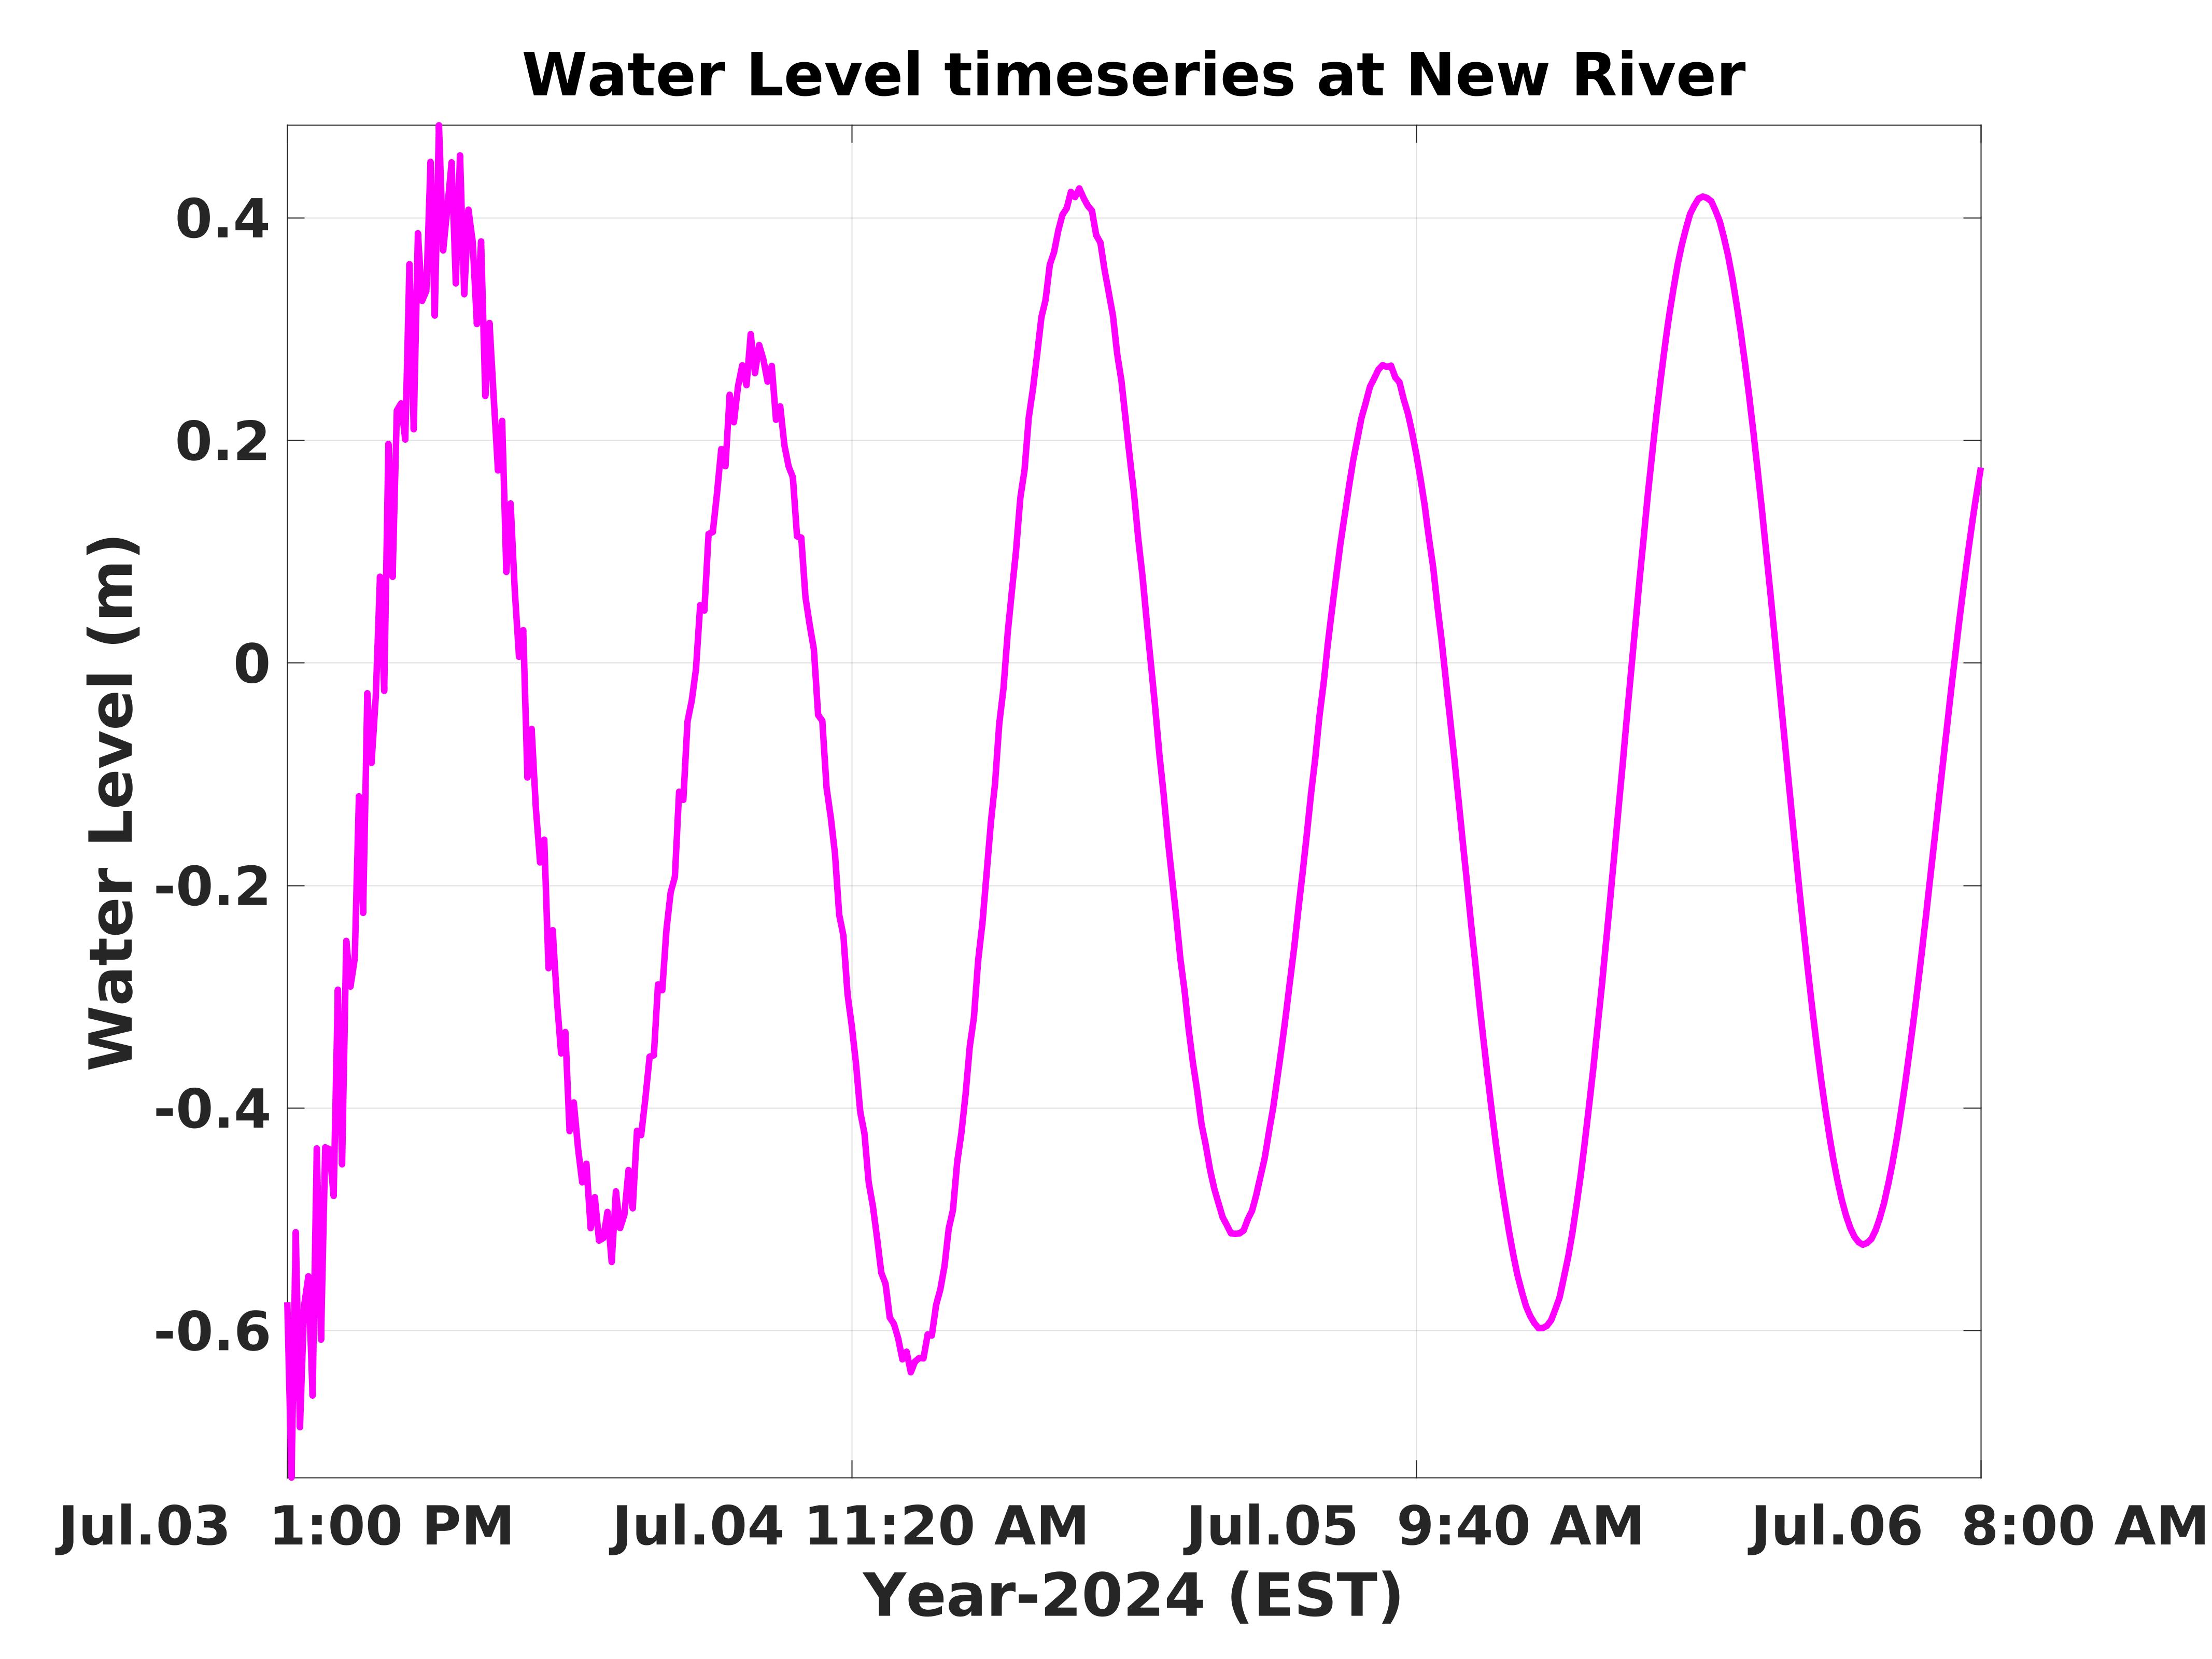 Water Level timeseries at New River
Water Level (m)
0.4
0.2
0
-0.2
-0.4
-0.6
Jul.03 1:00 PM
Jul.04 11:20 AM
Jul.05 9:40 AM
Jul.06 8:00 AM
Year-2024 (EST)